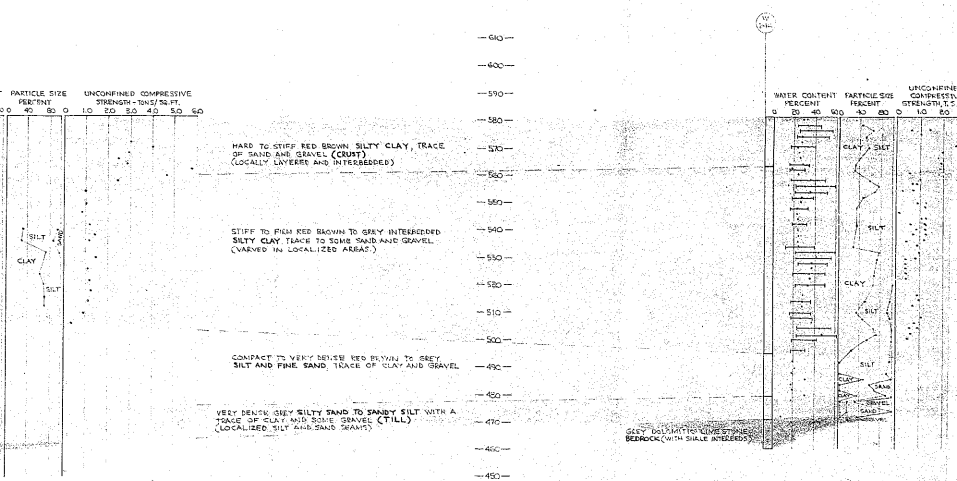 PARTICLE SIZE
PERCENT
40 80
UNCONFINED COMPRESSIVE
STRENGTH - TONS/SQ. FT.
0 1.0 2.0 3.0 4.0 5.0 6.0
SILT
SAND
CLAY
SILT
HARD TO STIFF RED BROWN SILTY CLAY, TRACE
OF SAND AND GRAVEL (CRUST)
(LOCALLY LAYERED AND INTERBEDDED)
STIFF TO FIRM RED BROWN TO GREY INTERBEDDED
SILTY CLAY, TRACE TO SOME SAND AND GRAVEL
(VARVED IN LOCALIZED AREAS.)
COMPACT TO VERY DENSE RED BROWN TO GREY
SILT AND FINE SAND, TRACE OF CLAY AND GRAVEL
VERY DENSE GREY SILTY SAND TO SANDY SILT WITH A
TRACE OF CLAY AND SOME GRAVEL (TILL)
(LOCALIZED SILT AND SAND SEAMS)
610
600
590
580
570
560
550
540
530
520
510
500
490
480
470
460
450
GREY DOLOMITIC LIMESTONE
BEDROCK (WITH SHALE INTERBEDS)
W
WATER CONTENT
PERCENT
20 40 60
PARTICLE SIZE
PERCENT
40 80
UNCONFINED
COMPRESSIV
STRENGTH, T. S
0 1.0 2.0
CLAY SILT
SILT
CLAY
SILT
SILT
CLAY
SAND
CLAY
GRAVEL
SAND